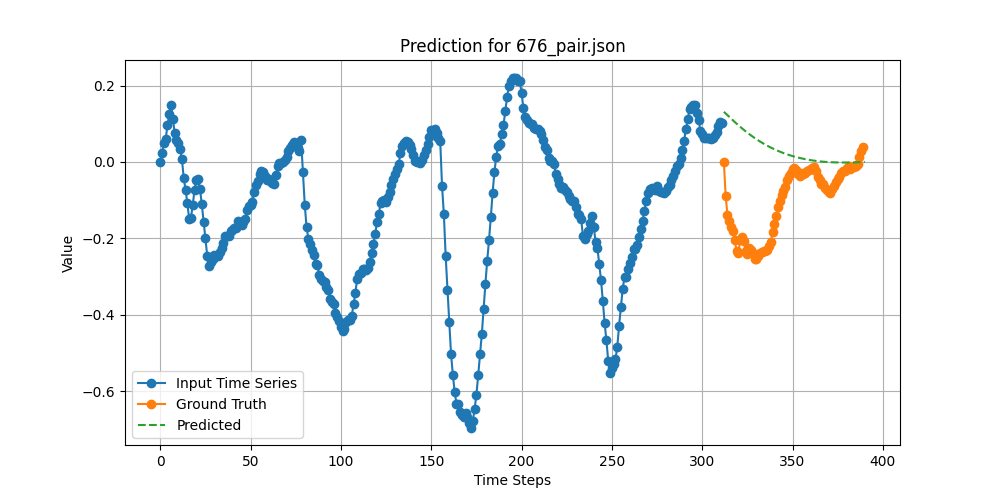 Prediction for 676_pair.json
Value
0.2
0.0
−0.2
−0.4
−0.6
Input Time Series
Ground Truth
Predicted
0 50 100 150 200 250 300 350 400
Time Steps